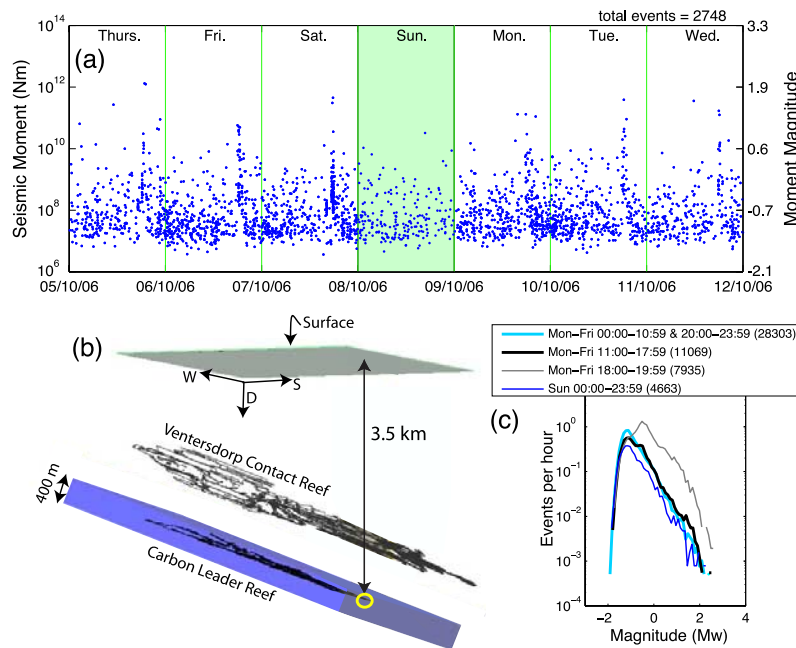 total events = 2748
10^14
10^12
10^10
10^8
10^6
Seismic Moment (Nm)
(a)
Thurs.
Fri.
Sat.
Sun.
Mon.
Tue.
Wed.
3.3
1.9
0.6
-0.7
-2.1
Moment Magnitude
05/10/06
06/10/06
07/10/06
08/10/06
09/10/06
10/10/06
11/10/06
12/10/06
(b)
Surface
W
S
D
3.5 km
Ventersdorp Contact Reef
400 m
Carbon Leader Reef
Mon–Fri 00:00–10:59 & 20:00–23:59 (28303)
Mon–Fri 11:00–17:59 (11069)
Mon–Fri 18:00–19:59 (7935)
Sun 00:00–23:59 (4663)
(c)
10^0
10^−1
10^−2
10^−3
10^−4
Events per hour
−2
0
2
4
Magnitude (Mw)